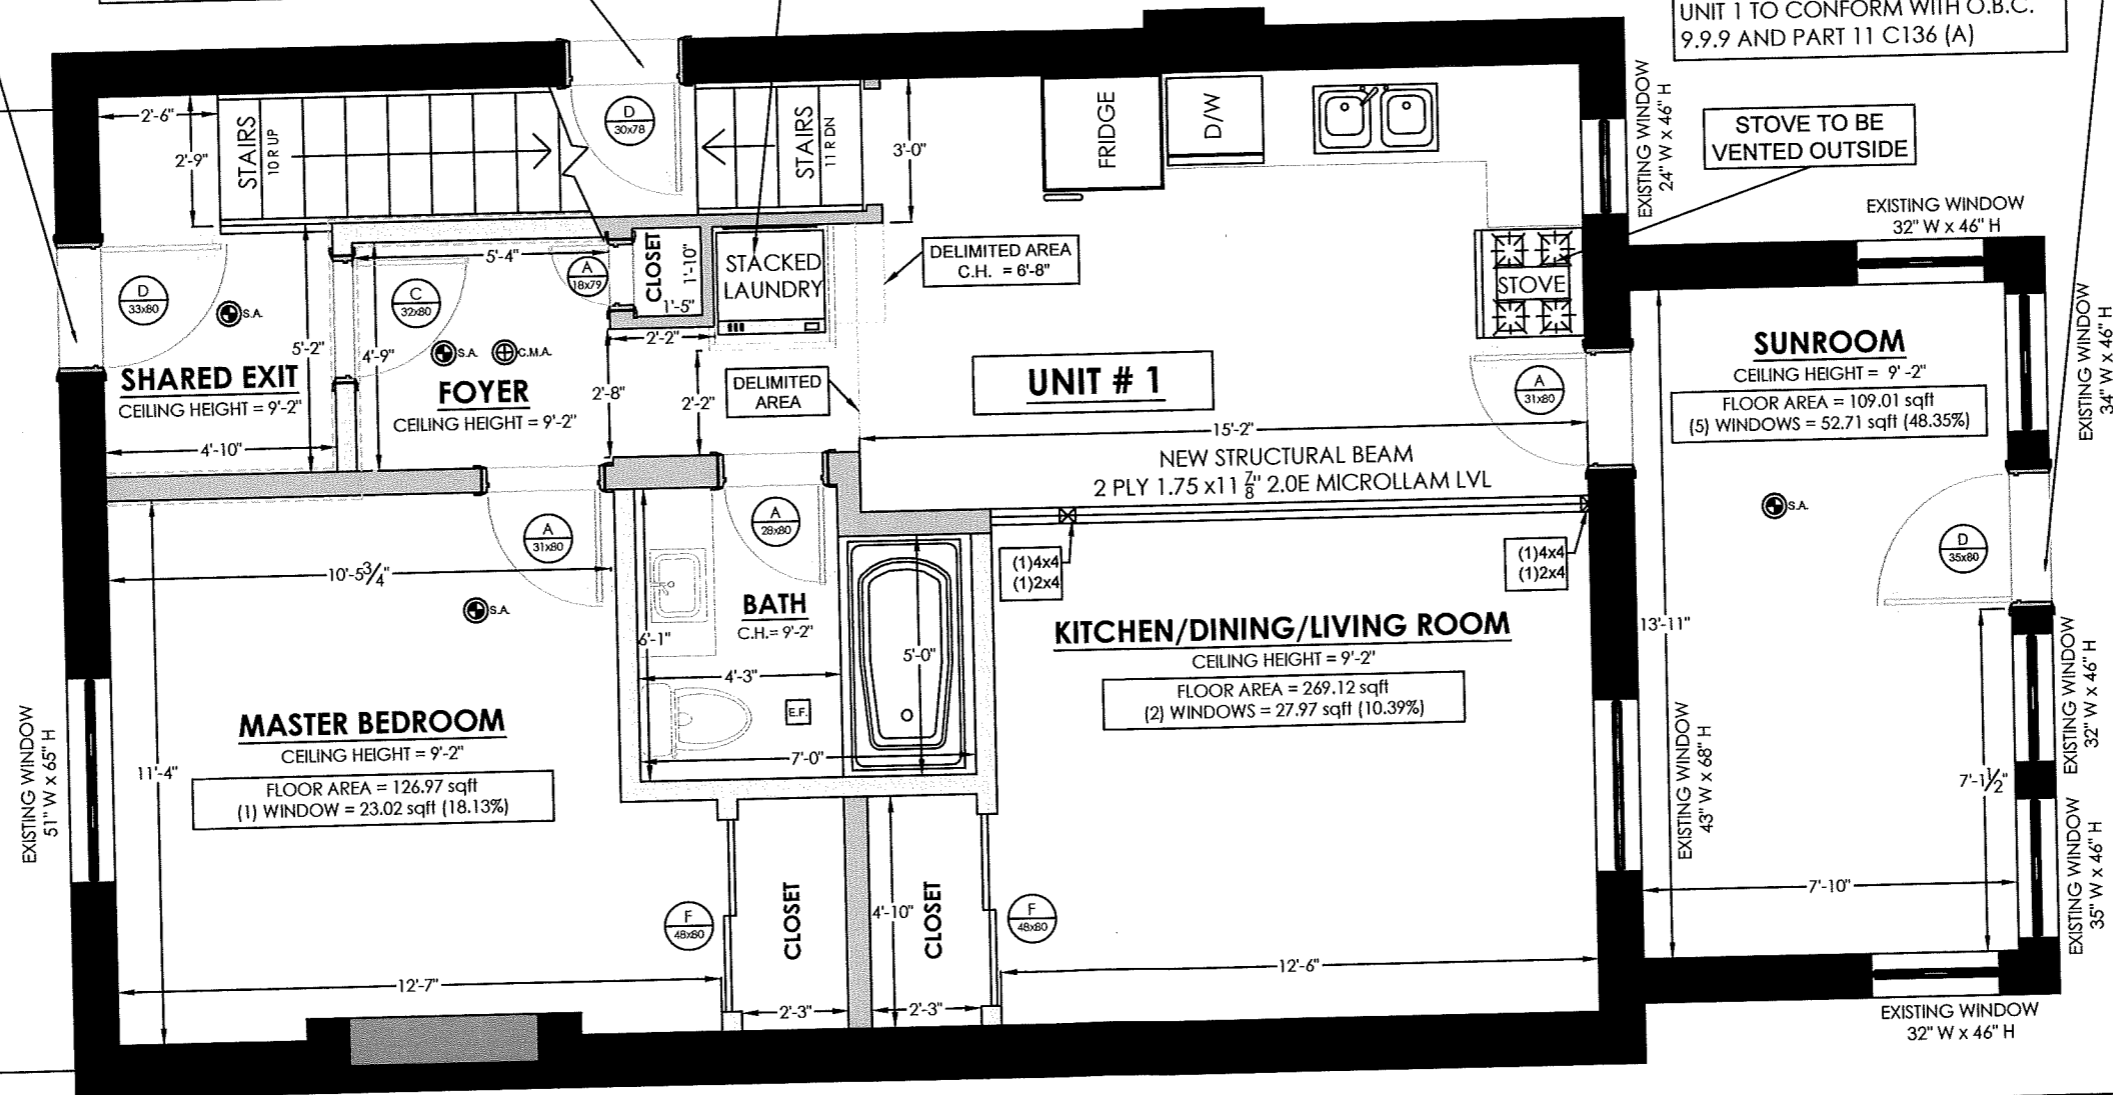 UNIT 1 TO CONFORM WITH O.B.C.
9.9.9 AND PART 11 C136 (A)
STOVE TO BE
VENTED OUTSIDE
EXISTING WINDOW
24" W x 46" H
EXISTING WINDOW
32" W x 46" H
EXISTING WINDOW
34" W x 46" H
2'-6"
2'-9"
STAIRS
10 R UP
D
30x78
STAIRS
11 R DN
3'-0"
FRIDGE
D/W
D
33x80
S.A.
5'-2"
SHARED EXIT
CEILING HEIGHT = 9'-2"
4'-10"
5'-4"
C
32x80
A
18x79
CLOSET
1'-10"
1'-5"
STACKED
LAUNDRY
DELIMITED AREA
C.H. = 6'-8"
STOVE
4'-9"
S.A.
C.M.A.
FOYER
CEILING HEIGHT = 9'-2"
2'-2"
2'-8"
2'-2"
DELIMITED
AREA
UNIT # 1
A
31x80
15'-2"
NEW STRUCTURAL BEAM
2 PLY 1.75 x11 7/8" 2.0E MICROLLAM LVL
SUNROOM
CEILING HEIGHT = 9'-2"
FLOOR AREA = 109.01 sqft
(5) WINDOWS = 52.71 sqft (48.35%)
S.A.
D
35x80
A
31x80
A
28x80
(1)4x4
(1)2x4
(1)4x4
(1)2x4
10'-5 3/4"
S.A.
BATH
C.H.= 9'-2"
6'-1"
4'-3"
E.F.
7'-0"
5'-0"
KITCHEN/DINING/LIVING ROOM
CEILING HEIGHT = 9'-2"
FLOOR AREA = 269.12 sqft
(2) WINDOWS = 27.97 sqft (10.39%)
13'-11"
EXISTING WINDOW
32" W x 46" H
EXISTING WINDOW
51" W x 65" H
MASTER BEDROOM
CEILING HEIGHT = 9'-2"
FLOOR AREA = 126.97 sqft
(1) WINDOW = 23.02 sqft (18.13%)
11'-4"
EXISTING WINDOW
43" W x 68" H
7'-1 1/2"
7'-10"
EXISTING WINDOW
35" W x 46" H
F
48x80
CLOSET
4'-10"
CLOSET
F
48x80
12'-7"
2'-3"
2'-3"
12'-6"
EXISTING WINDOW
32" W x 46" H